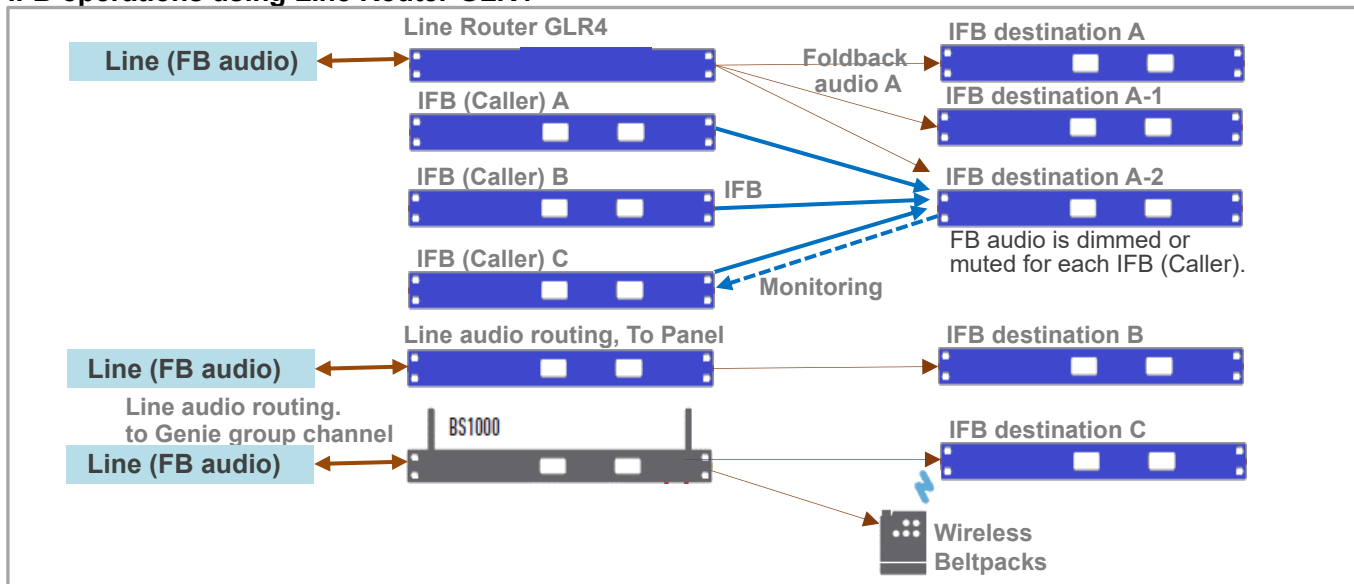 Line Router GLR4
IFB destination A
Line (FB audio)
Foldback
audio A
IFB (Caller) A
IFB destination A-1
IFB (Caller) B
IFB
IFB destination A-2
FB audio is dimmed or
muted for each IFB (Caller).
IFB (Caller) C
Monitoring
Line audio routing, To Panel
IFB destination B
Line (FB audio)
Line audio routing.
to Genie group channel
BS1000
IFB destination C
Line (FB audio)
Wireless
Beltpacks